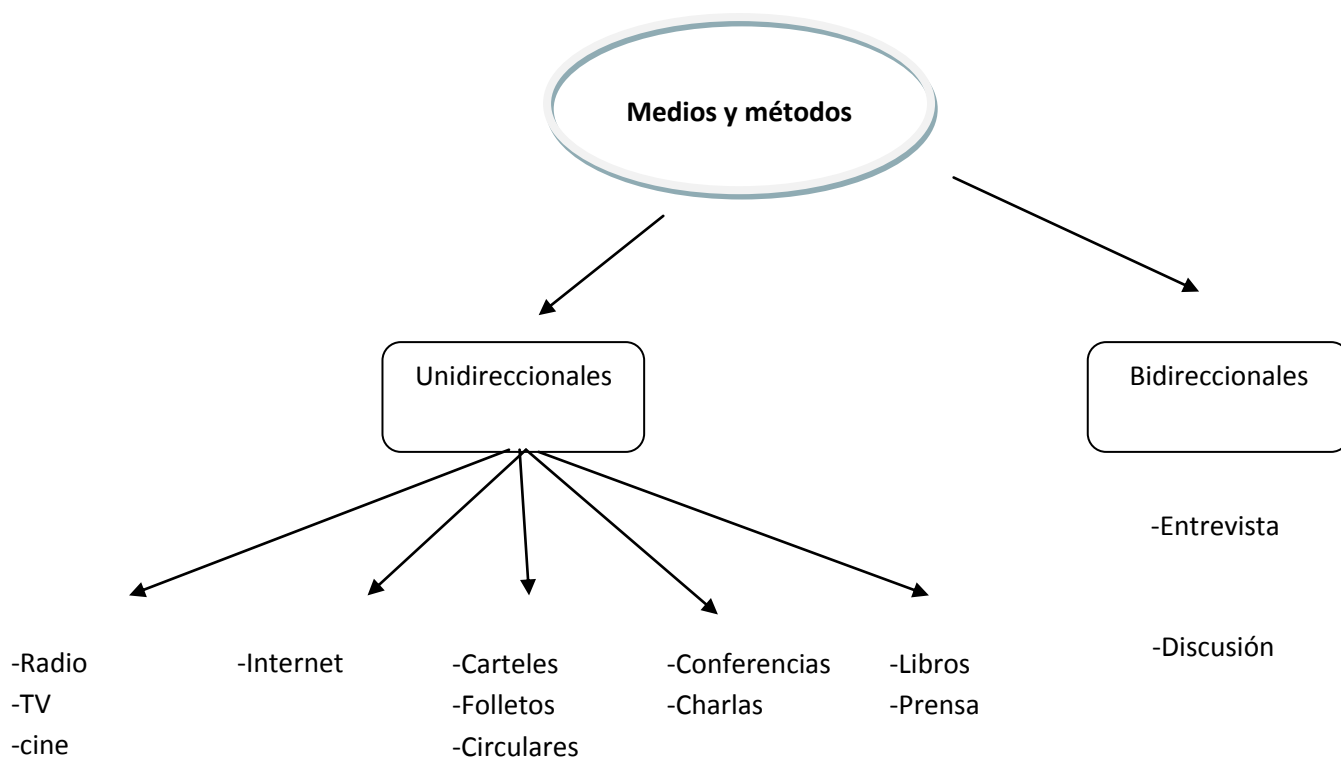 Medios y métodos
Unidireccionales
Bidireccionales
-Radio
-TV
-cine
-Internet
-Carteles
-Folletos
-Circulares
-Conferencias
-Charlas
-Libros
-Prensa
-Entrevista
-Discusión